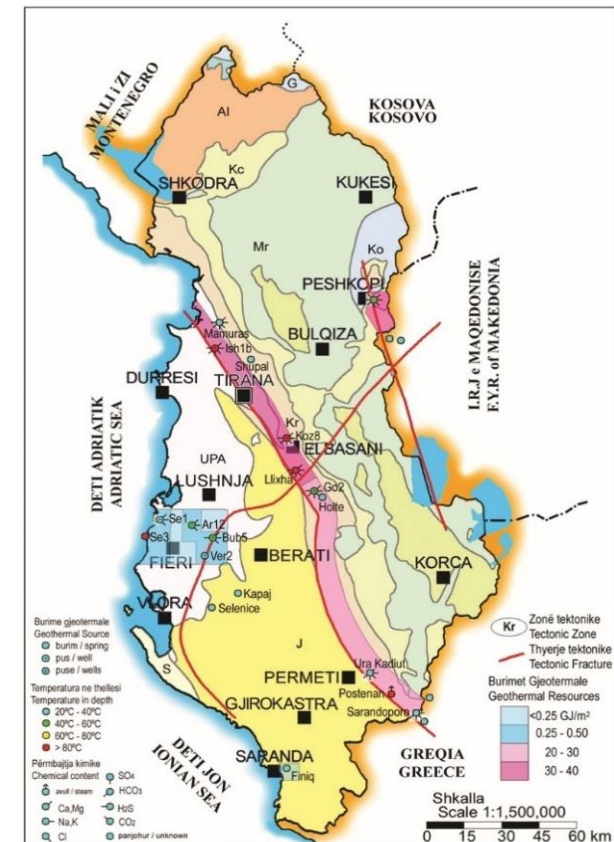 MALI i ZI
MONTENEGRO
KOSOVA
KOSOVO
G
Al
Kc
SHKODRA
KUKESI
Mr
Ko
PESHKOPI
I.R.J e MAQEDONISE
F.Y.R. of MAKEDONIA
BULQIZA
Mamuras
Ish1b
Shupal
TIRANA
DURRESI
Kr
Koz8
ELBASANI
DETI ADRIATIK
ADRIATIC SEA
UPA
LUSHNJA
Llixha
Go2
Holte
Se1
Ar12
Se3
Bub5
FIERI
Ver2
BERATI
KORCA
VLORA
Kapaj
Selenice
J
S
Ura Kadiut
PERMETI
Postenan
Sarandoporo
GJIROKASTRA
DETI JON
IONIAN SEA
SARANDA
Finiq
GREQIA
GREECE
Burime gjeotermale
Geothermal Source
burim / spring
pus / well
puse / wells
Temperatura ne thellesi
Temperature in depth
20ºC - 40ºC
40ºC - 60ºC
60ºC - 80ºC
> 80ºC
Përmbajtja kimike
Chemical content
avull / steam
Ca,Mg
Na,K
Cl
SO₄
HCO₃
H₂S
CO₂
panjohur / unknown
Kr
Zonë tektonike
Tectonic Zone
Thyerje tektonike
Tectonic Fracture
Burimet Gjeotermale
Geothermal Resources
<0.25 GJ/m²
0.25 - 0.50
20 - 30
30 - 40
Shkalla
Scale 1:1,500,000
0 15 30 45 60 km